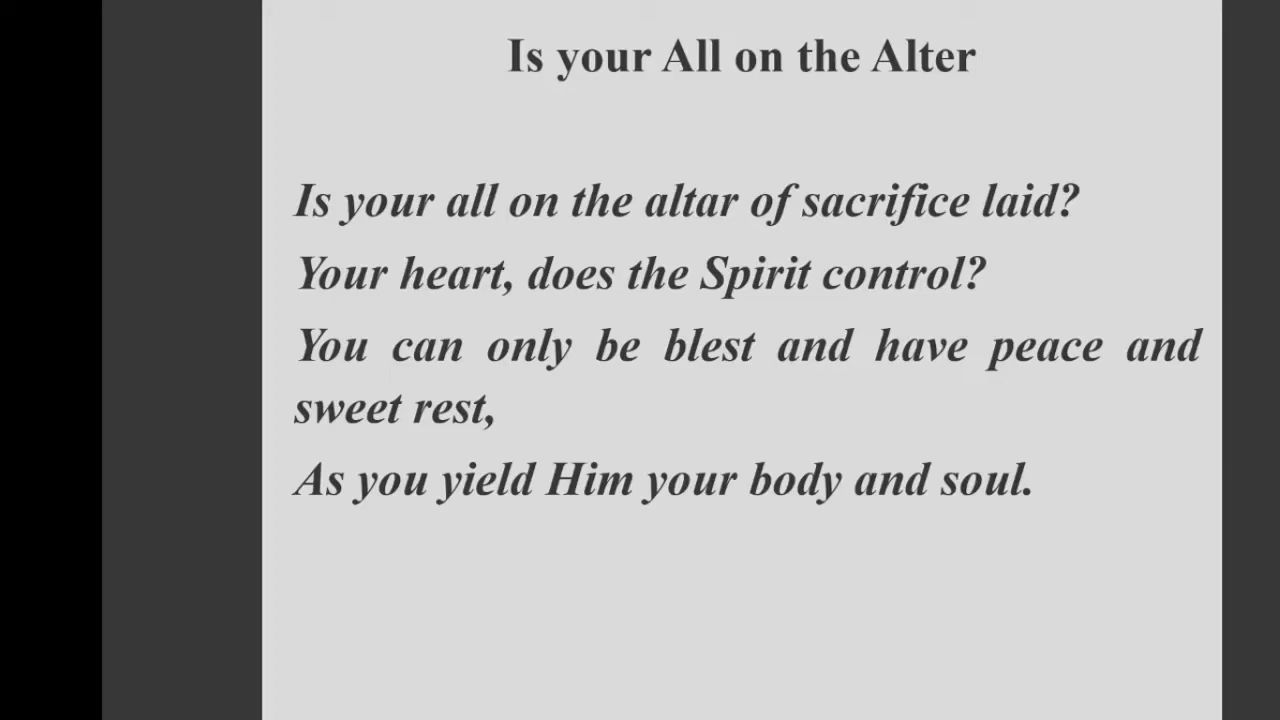 Is your All on the Alter
Is your all on the altar of sacrifice laid?
Your heart, does the Spirit control?
You can only be blest and have peace and
sweet rest,
As you yield Him your body and soul.